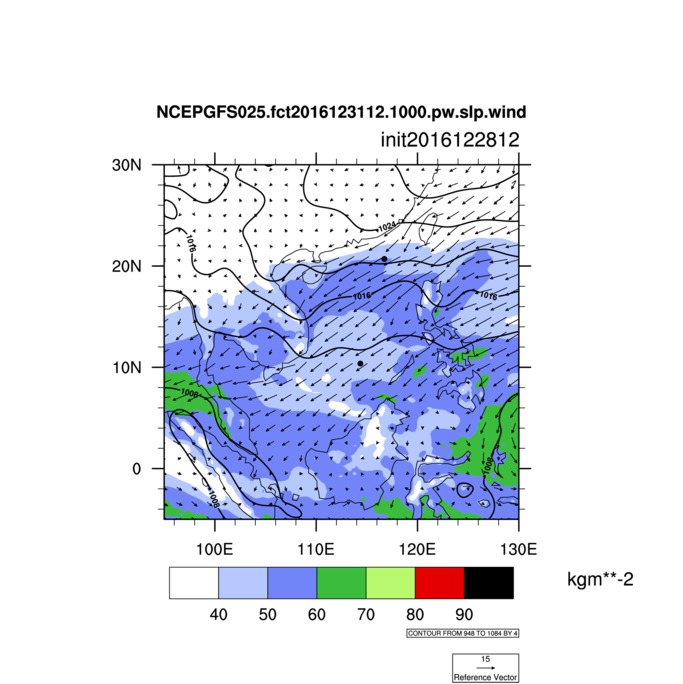 NCEPGFS025.fct2016123112.1000.pw.slp.wind
init2016122812
30N
1024
1016
20N
1016
1016
10N
1008
0
1008
1008
100E 110E 120E 130E
kgm**-2
40 50 60 70 80 90
CONTOUR FROM 948 TO 1084 BY 4
15
Reference Vector